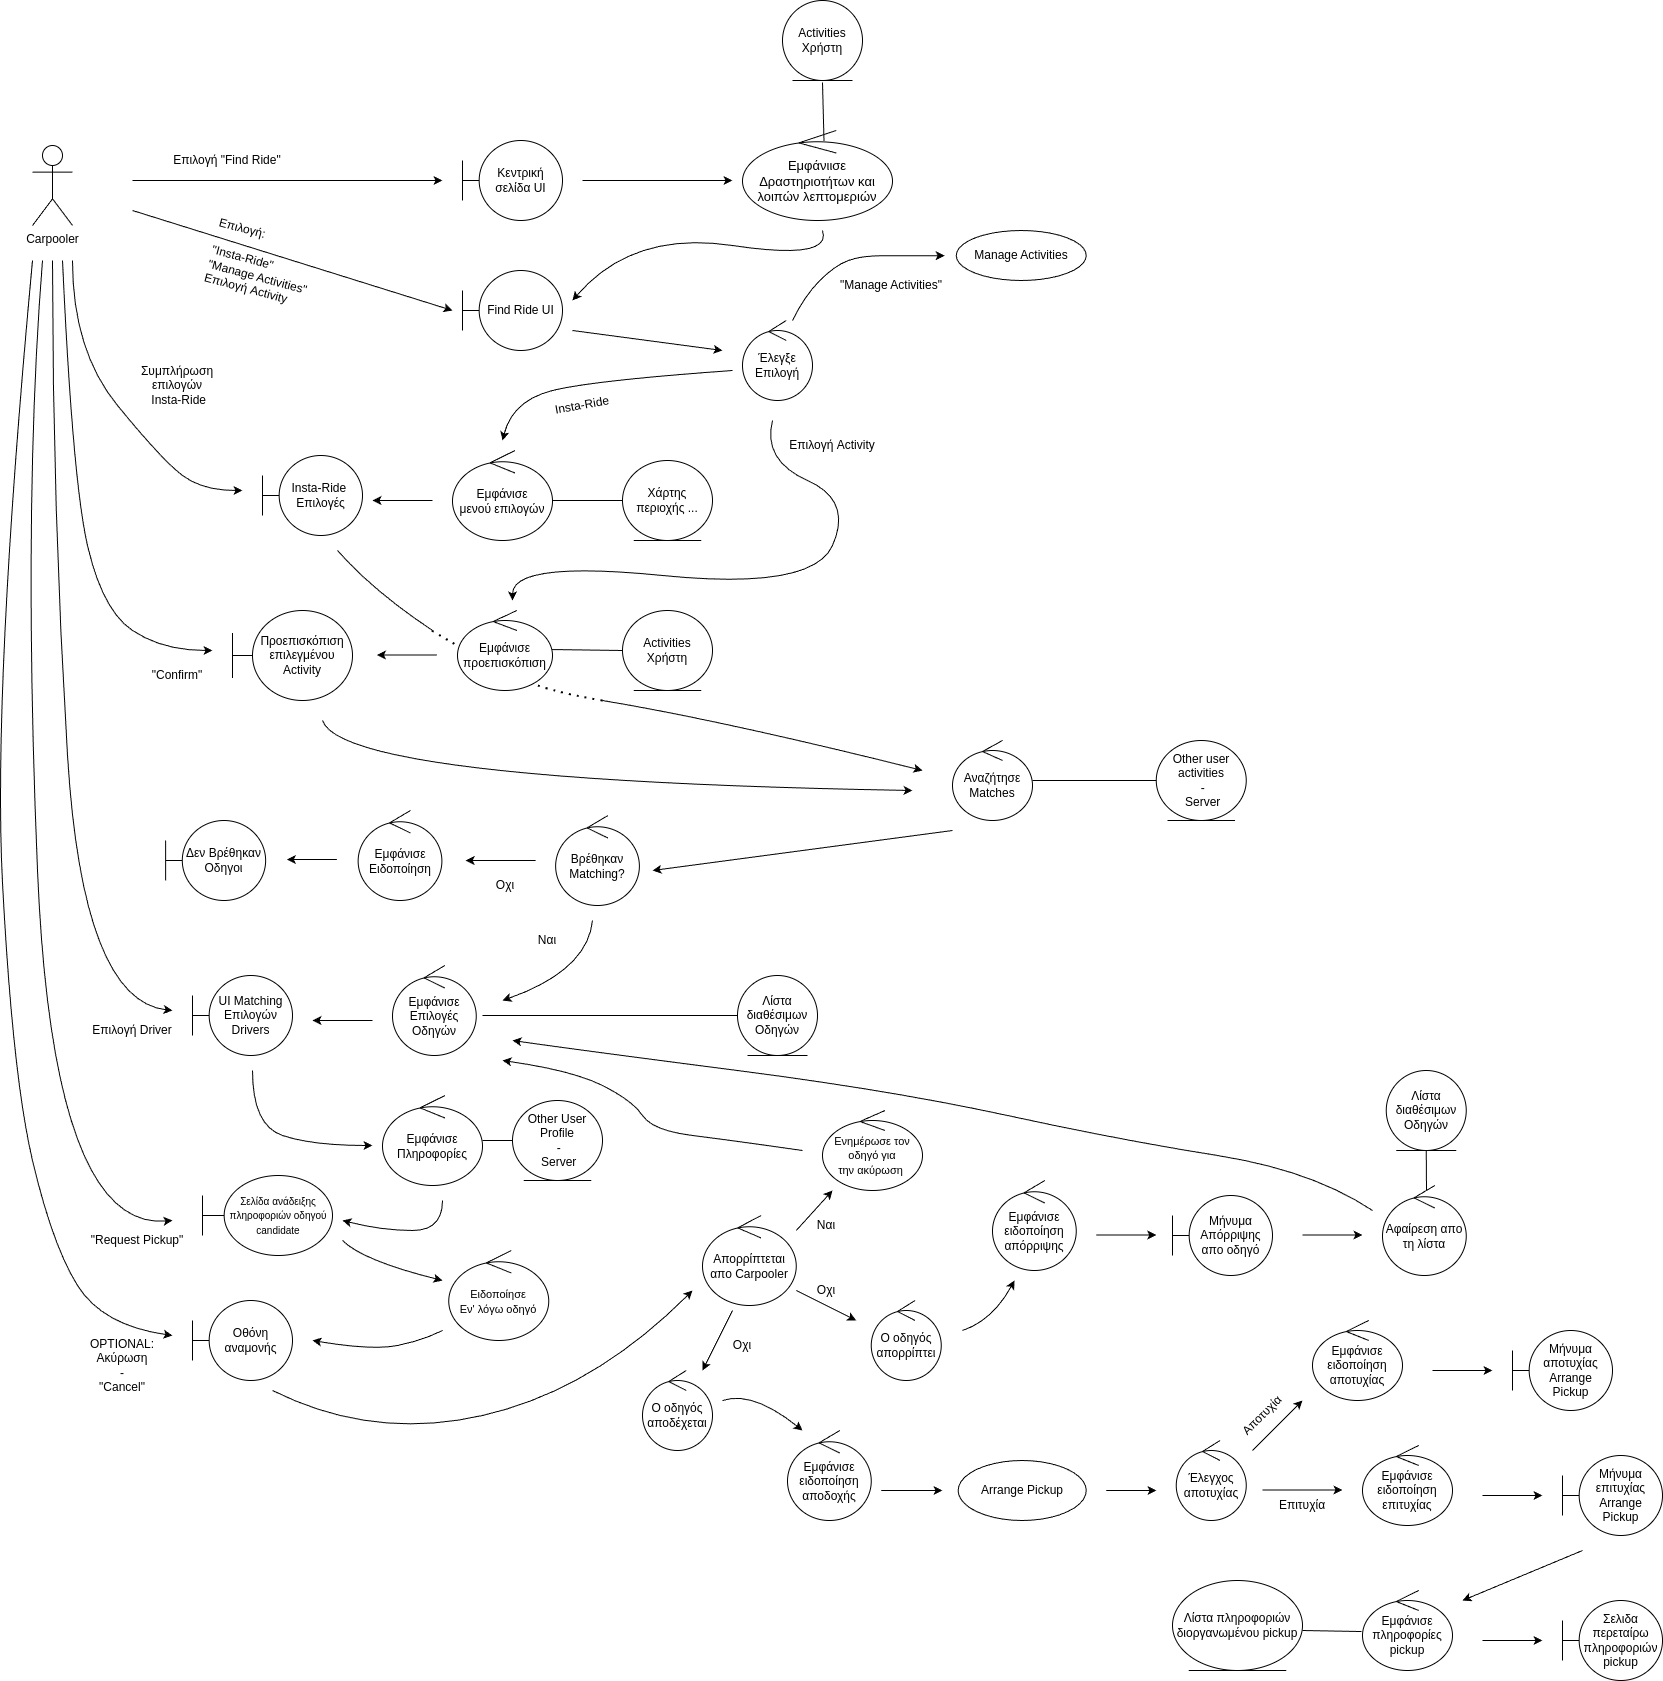 Activities
Χρήστη
Επιλογή "Find Ride"
Κεντρική
σελίδα UI
Εμφάνιισε
Δραστηριοτήτων και
λοιπών λεπτομεριών
Carpooler
Επιλογή:
"Insta-Ride"
"Manage Activities"
Επιλογή Activity
Manage Activities
"Manage Activities"
Find Ride UI
Έλεγξε
Επιλογή
Συμπλήρωση
επιλογών
Insta-Ride
Insta-Ride
Επιλογή Activity
Insta-Ride
Επιλογές
Εμφάνισε
μενού επιλογών
Χάρτης
περιοχής ...
Προεπισκόπιση
επιλεγμένου
Activity
Εμφάνισε
προεπισκόπιση
Activities
Χρήστη
"Confirm"
Αναζήτησε
Matches
Other user
activities
-
Server
Δεν Βρέθηκαν
Οδηγοι
Εμφάνισε
Ειδοποίηση
Οχι
Βρέθηκαν
Matching?
Ναι
UI Matching
Επιλογών
Drivers
Εμφάνισε
Επιλογές
Οδηγών
Λίστα
διαθέσιμων
Οδηγών
Επιλογή Driver
Εμφάνισε
Πληροφορίες
Other User
Profile
-
Server
Ενημέρωσε τον
οδηγό για
την ακύρωση
Λίστα
διαθέσιμων
Οδηγών
Σελίδα ανάδειξης
πληροφοριών οδηγού
candidate
"Request Pickup"
Απορρίπτεται
απο Carpooler
Ναι
Εμφάνισε
ειδοποίηση
απόρριψης
Μήνυμα
Απόρριψης
απο οδηγό
Αφαίρεση απο
τη λίστα
Ειδοποίησε
Εν' λόγω οδηγό
Οχι
Οθόνη
αναμονής
OPTIONAL:
Ακύρωση
-
"Cancel"
Οχι
Ο οδηγός
απορρίπτει
Εμφάνισε
ειδοποίηση
αποτυχίας
Μήνυμα
αποτυχίας
Arrange
Pickup
Ο οδηγός
αποδέχεται
Αποτυχία
Εμφάνισε
ειδοποίηση
αποδοχής
Arrange Pickup
Έλεγχος
αποτυχίας
Επιτυχία
Εμφάνισε
ειδοποίηση
επιτυχίας
Μήνυμα
επιτυχίας
Arrange
Pickup
Λίστα πληροφοριών
διοργανωμένου pickup
Εμφάνισε
πληροφορίες
pickup
Σελιδα
περεταίρω
πληροφοριών
pickup